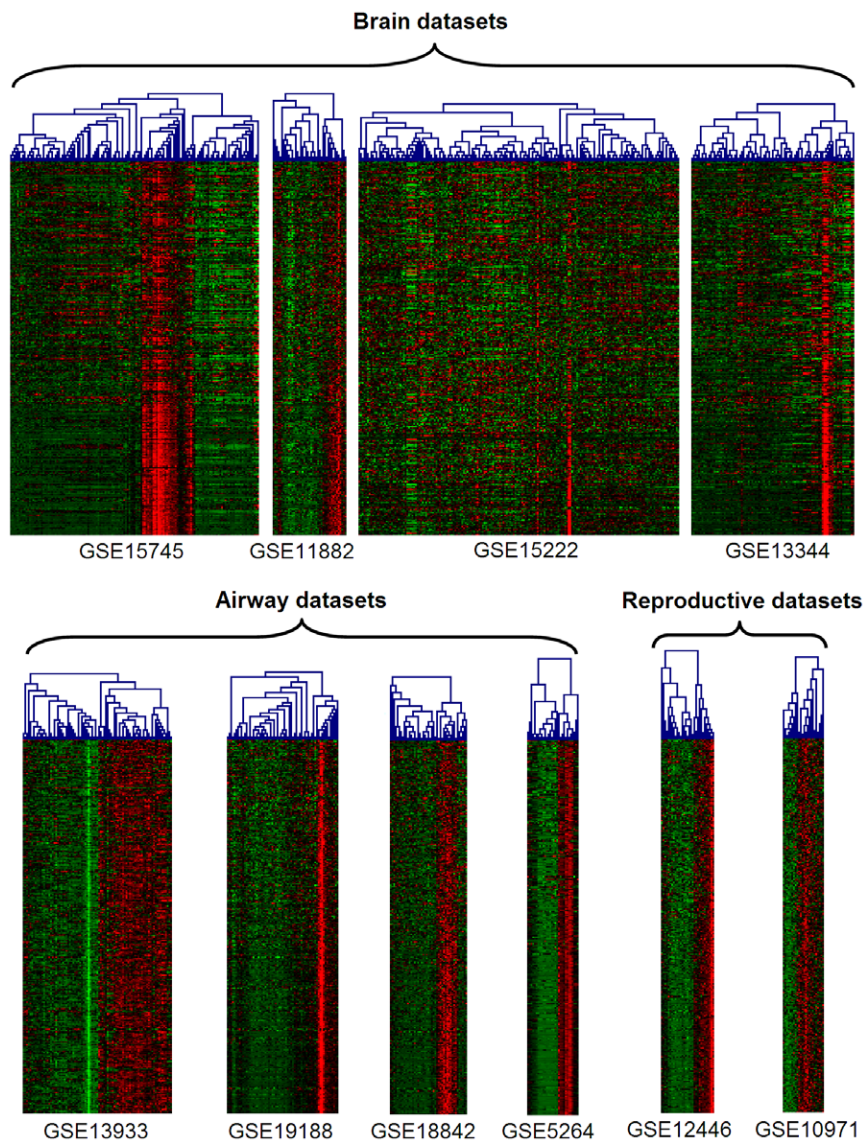 Brain datasets
GSE15745 GSE11882 GSE15222 GSE13344
Airway datasets Reproductive datasets
GSE13933 GSE19188 GSE18842 GSE5264 GSE12446 GSE10971